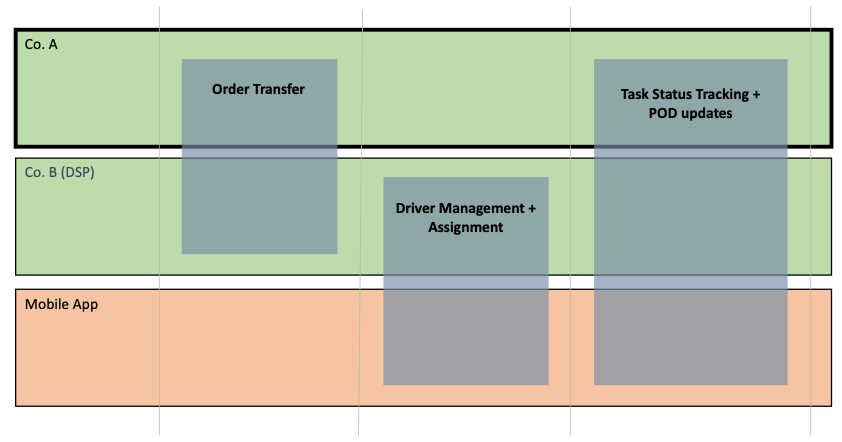 Co. A
Order Transfer
Task Status Tracking +
POD updates
Co. B (DSP)
Driver Management +
Assignment
Mobile App